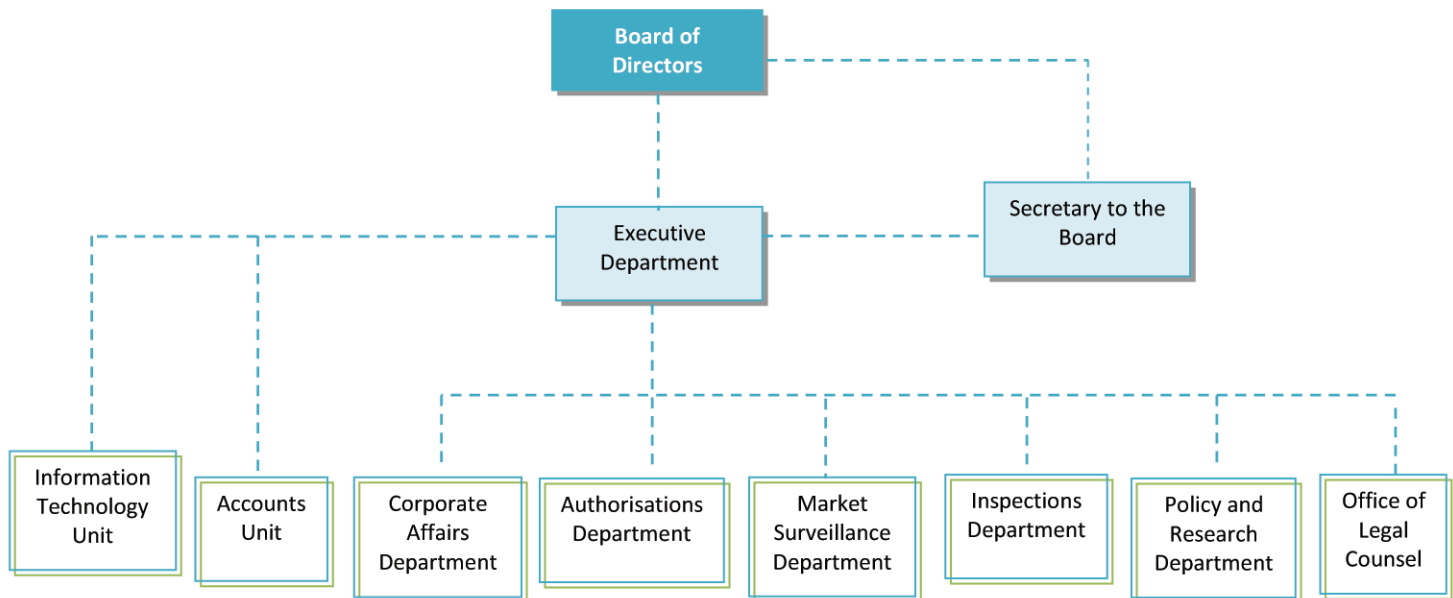 Board of
Directors
Secretary to the
Board
Executive
Department
Information
Technology
Unit
Accounts
Unit
Corporate
Affairs
Department
Authorisations
Department
Market
Surveillance
Department
Inspections
Department
Policy and
Research
Department
Office of
Legal
Counsel